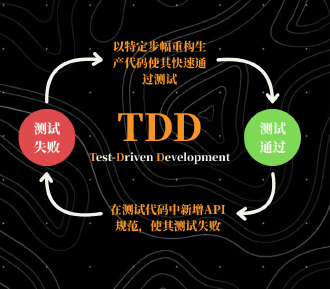 以特定步幅重构生
产代码使其快速通
过测试
测试
失败
TDD
Test-Driven Development
测试
通过
在测试代码中新增API
规范，使其测试失败